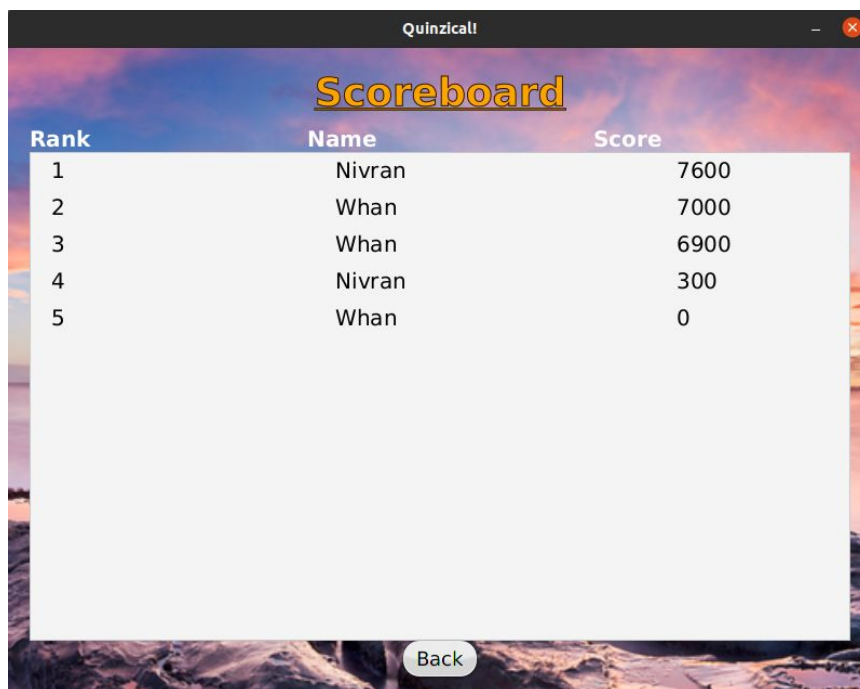 Quinzical!
Scoreboard
Rank Name Score
1 Nivran 7600
2 Whan 7000
3 Whan 6900
4 Nivran 300
5 Whan 0
Back